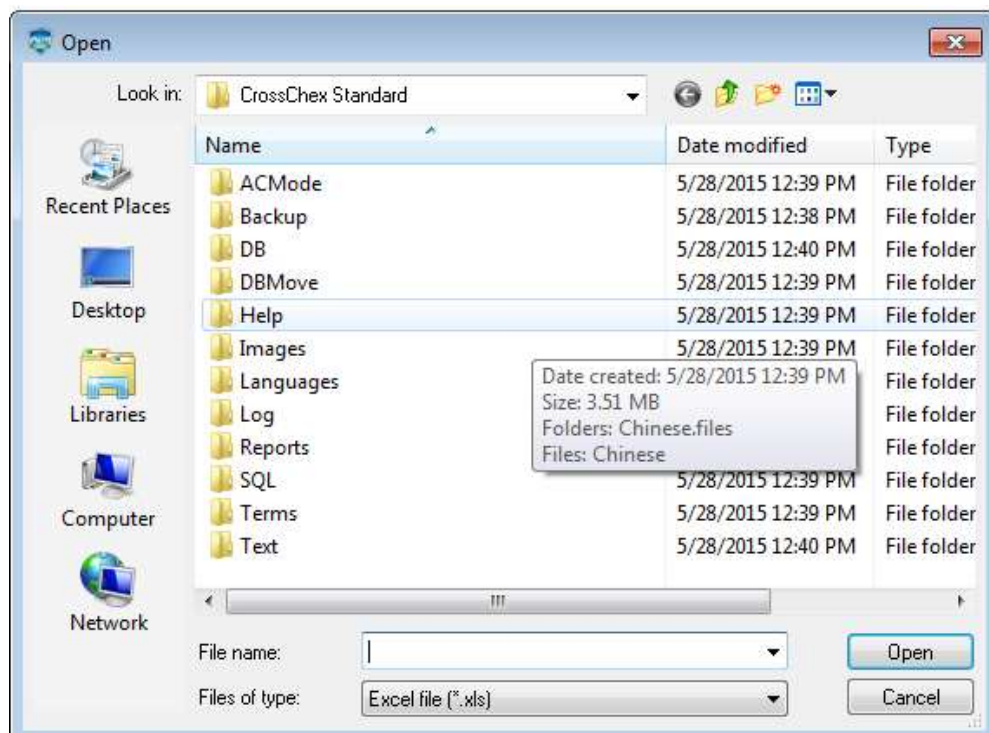 Open
Look in: CrossChex Standard
Name Date modified Type
ACMode 5/28/2015 12:39 PM File folder
Backup 5/28/2015 12:38 PM File folder
DB 5/28/2015 12:40 PM File folder
DBMove 5/28/2015 12:39 PM File folder
Help 5/28/2015 12:39 PM File folder
Images 5/28/2015 12:39 PM File folder
Languages File folder
Log File folder
Reports File folder
SQL 5/28/2015 12:39 PM File folder
Terms 5/28/2015 12:39 PM File folder
Text 5/28/2015 12:40 PM File folder
Date created: 5/28/2015 12:39 PM
Size: 3.51 MB
Folders: Chinese.files
Files: Chinese
Recent Places
Desktop
Libraries
Computer
Network
File name: Open
Files of type: Excel file (*.xls) Cancel